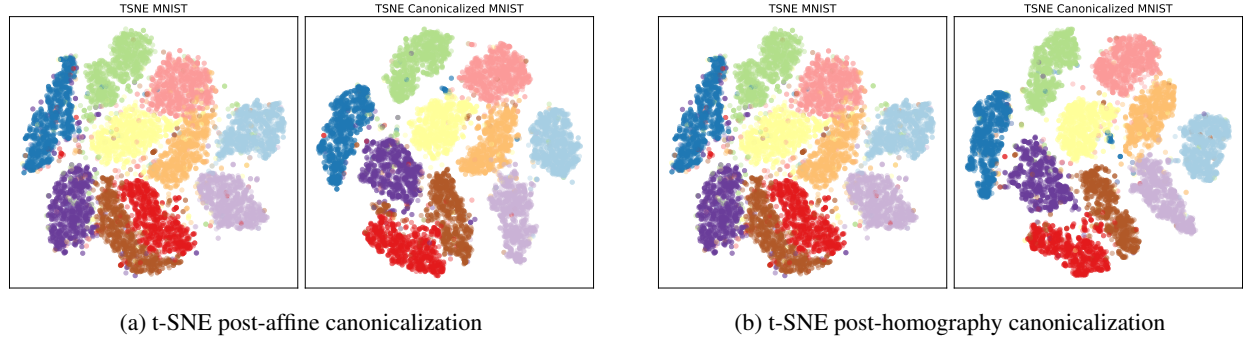 TSNE MNIST
TSNE Canonicalized MNIST
TSNE MNIST
TSNE Canonicalized MNIST
(a) t-SNE post-affine canonicalization
(b) t-SNE post-homography canonicalization